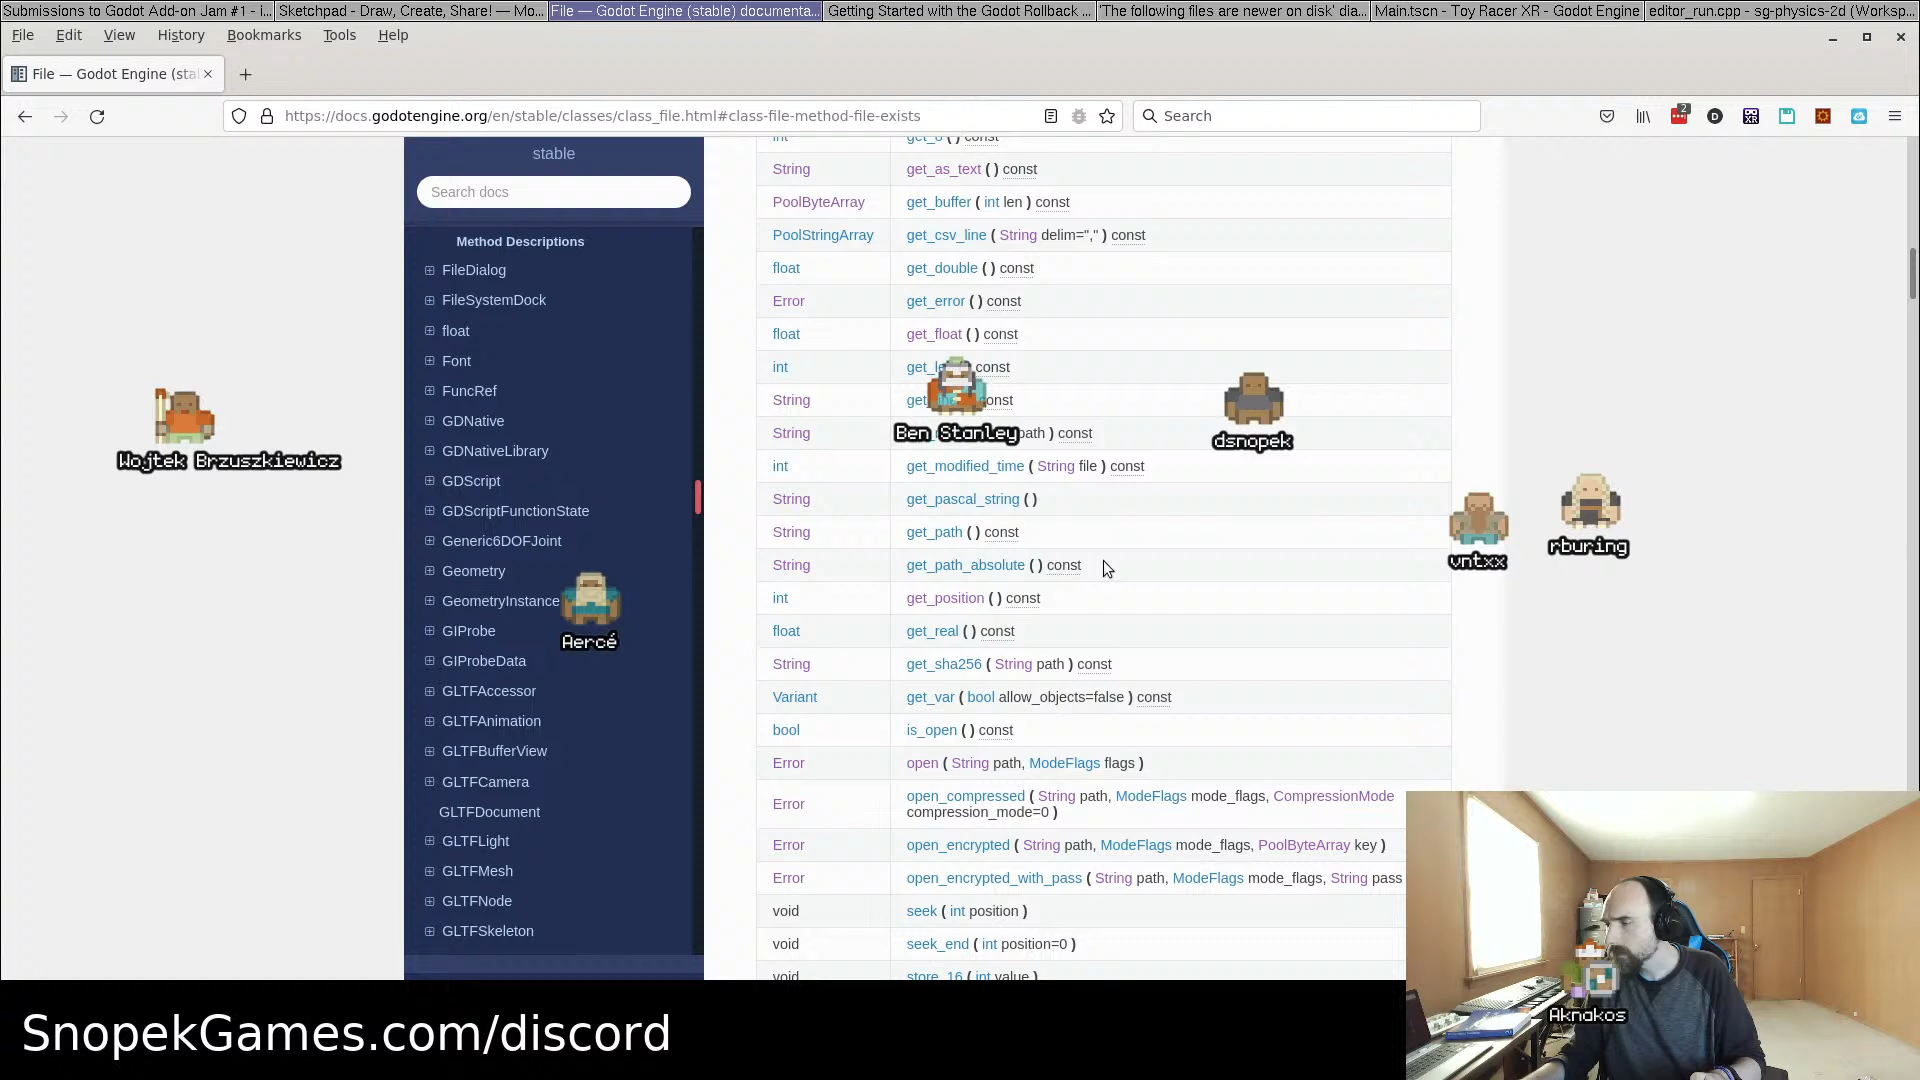 Submissions to Godot Add-on Jam #1 - i...
Sketchpad - Draw, Create, Share! — Mo...
File — Godot Engine (stable) documenta...
Getting Started with the Godot Rollback ...
'The following files are newer on disk' dia...
Main.tscn - Toy Racer XR - Godot Engine
editor_run.cpp - sg-physics-2d (Worksp...
File Edit View History Bookmarks Tools Help
File — Godot Engine (sta
https://docs.godotengine.org/en/stable/classes/class_file.html#class-file-method-file-exists
Search
2
D
XR
stable
Search docs
Method Descriptions
FileDialog
FileSystemDock
float
Font
FuncRef
GDNative
GDNativeLibrary
GDScript
GDScriptFunctionState
Generic6DOFJoint
Geometry
GeometryInstance
GIProbe
GIProbeData
GLTFAccessor
GLTFAnimation
GLTFBufferView
GLTFCamera
GLTFDocument
GLTFLight
GLTFMesh
GLTFNode
GLTFSkeleton
int get_8 ( ) const
String get_as_text ( ) const
PoolByteArray get_buffer ( int len ) const
PoolStringArray get_csv_line ( String delim="," ) const
float get_double ( ) const
Error get_error ( ) const
float get_float ( ) const
int const
String const
String path ) const
int get_modified_time ( String file ) const
String get_pascal_string ( )
String get_path ( ) const
String get_path_absolute ( ) const
int get_position ( ) const
float get_real ( ) const
String get_sha256 ( String path ) const
Variant get_var ( bool allow_objects=false ) const
bool is_open ( ) const
Error open ( String path, ModeFlags flags )
Error open_compressed ( String path, ModeFlags mode_flags, CompressionMode
compression_mode=0 )
Error open_encrypted ( String path, ModeFlags mode_flags, PoolByteArray key )
Error open_encrypted_with_pass ( String path, ModeFlags mode_flags, String pass
void seek ( int position )
void seek_end ( int position=0 )
void store_16 ( int value )
Wojtek Brzuszkiewicz
Ben Stanley
dsnopek
vntxx
rburing
Aercé
Aknakos
SnopekGames.com/discord